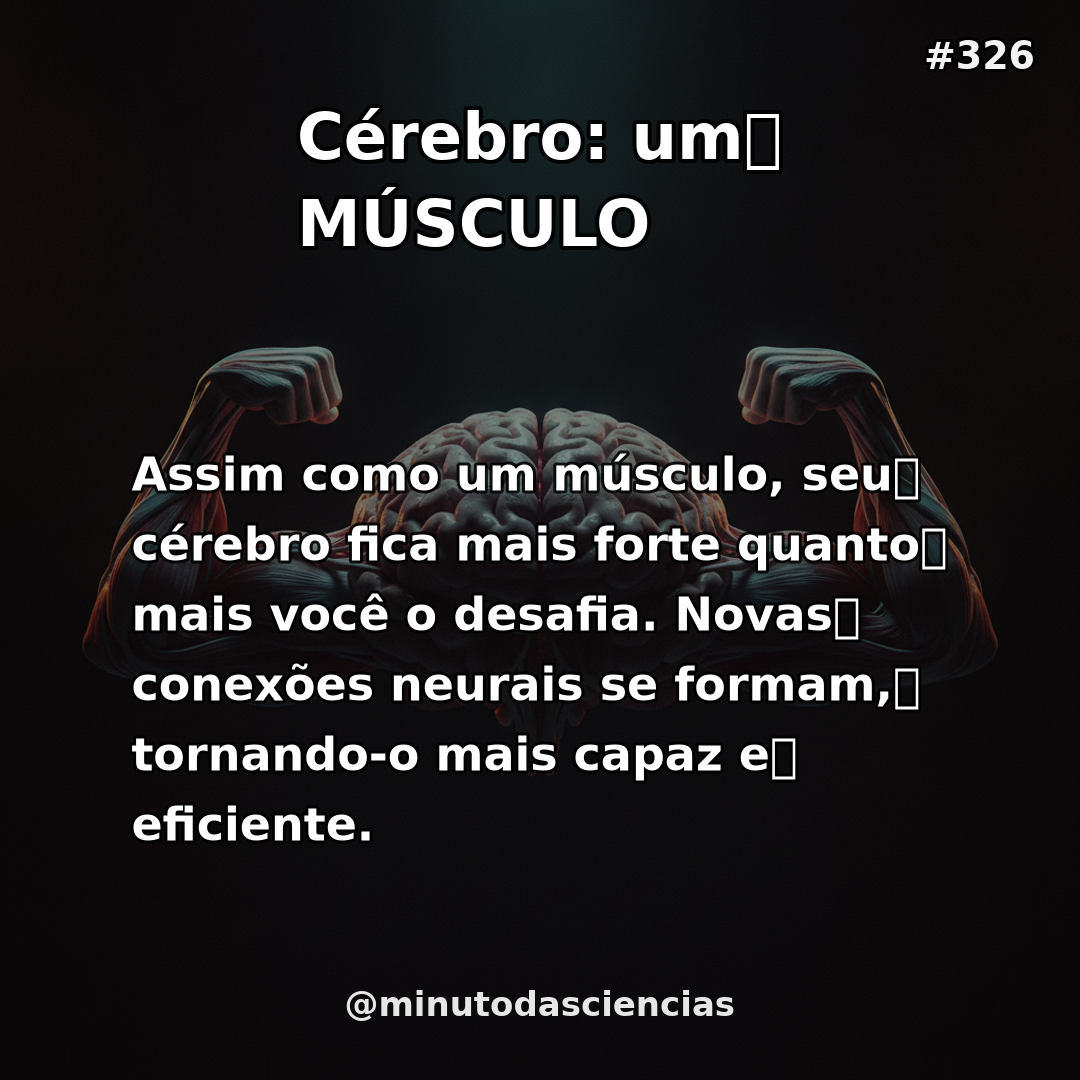 #326
Cérebro: um▯
MÚSCULO
Assim como um músculo, seu▯
cérebro fica mais forte quanto▯
mais você o desafia. Novas▯
conexões neurais se formam,▯
tornando-o mais capaz e▯
eficiente.
@minutodasciencias